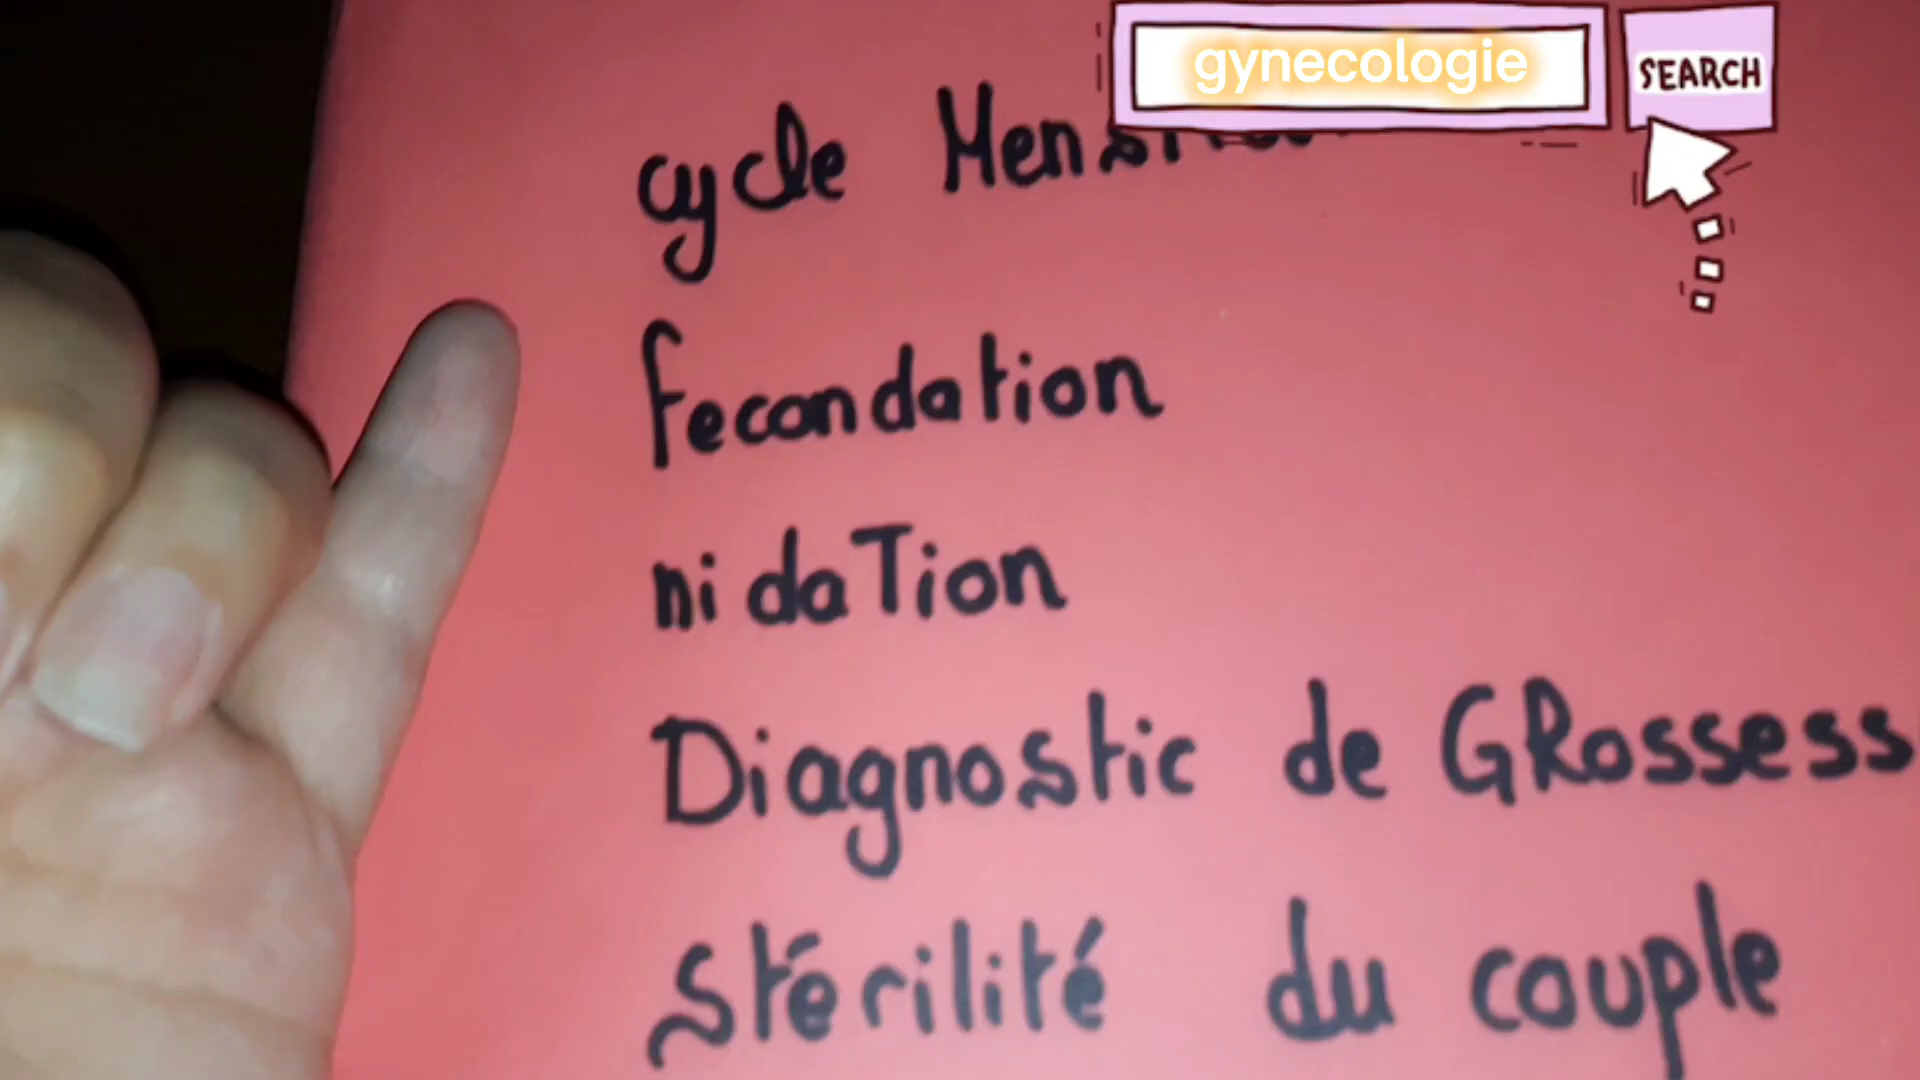 gynecologie
SEARCH
cycle
fecondation
nidaTion
Diagnostic de GRossess
Stérilité du couple